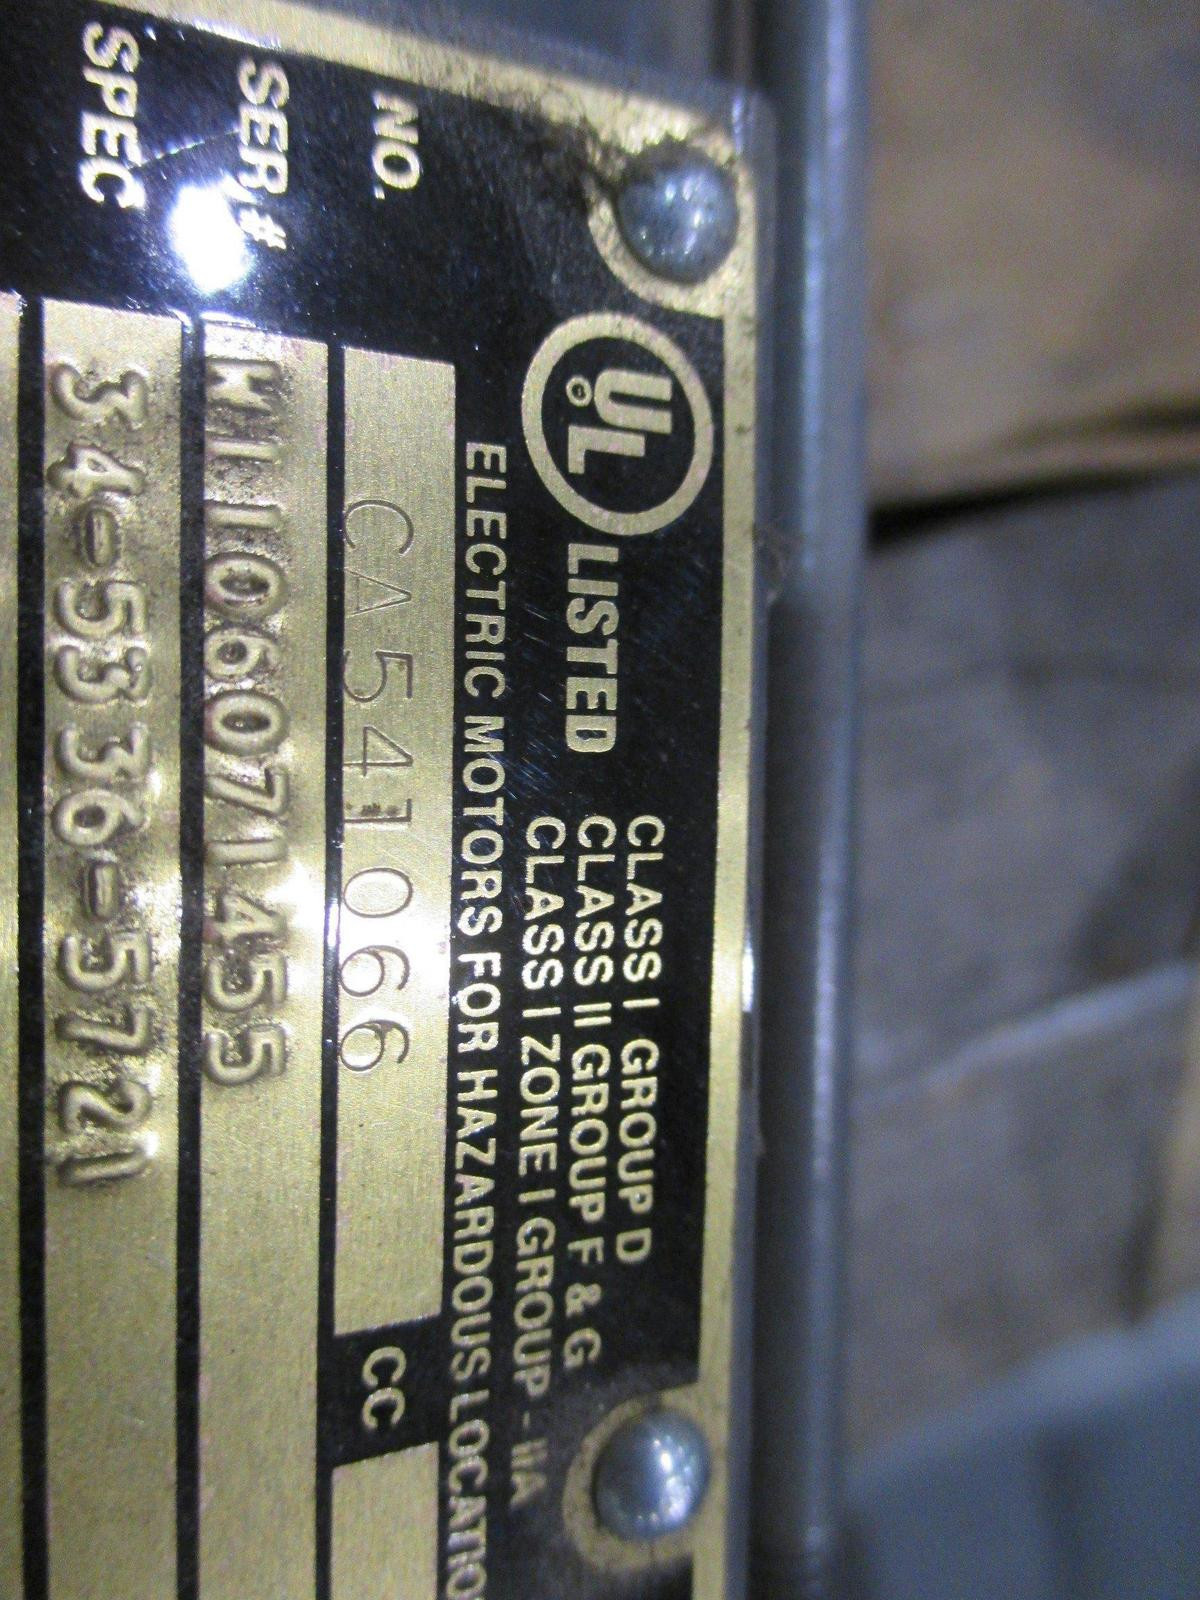 UL LISTED
CLASS I GROUP D
CLASS II GROUP F & G
CLASS I ZONE I GROUP - IIA
ELECTRIC MOTORS FOR HAZARDOUS LOCATIO
NO. CA541066 CC
SER.# W1106071455
SPEC 34-5336-5721